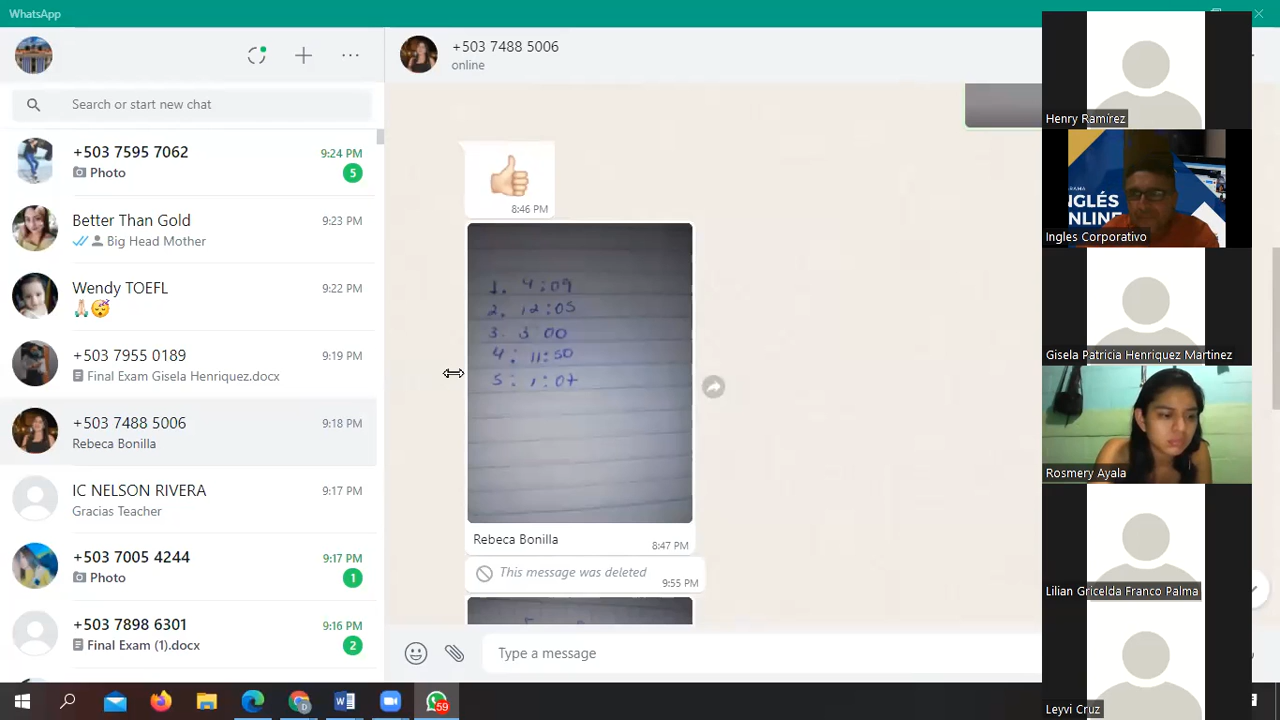 WhatsApp
Search or start new chat
+503 7595 7062
9:24 PM
Photo
5
Better Than Gold
9:23 PM
Big Head Mother
Wendy TOEFL
9:22 PM
🙏🏻😴
+503 7955 0189
9:19 PM
Final Exam Gisela Henriquez.docx
+503 7488 5006
9:18 PM
Rebeca Bonilla
IC NELSON RIVERA
9:17 PM
Gracias Teacher
+503 7005 4244
9:17 PM
Photo
1
+503 7898 6301
9:16 PM
Final Exam (1).docx
2
+503 7488 5006
online
8:46 PM
1. 4:09
2. 12:05
3 3 00
4: 11:50
5: 1:07
Rebeca Bonilla
8:47 PM
This message was deleted
9:55 PM
Type a message
Henry Ramírez
NGLÉS
NLINE
Ingles Corporativo
Gisela Patricia Henriquez Martinez
Rosmery Ayala
Lilian Gricelda Franco Palma
Leyvi Cruz
59